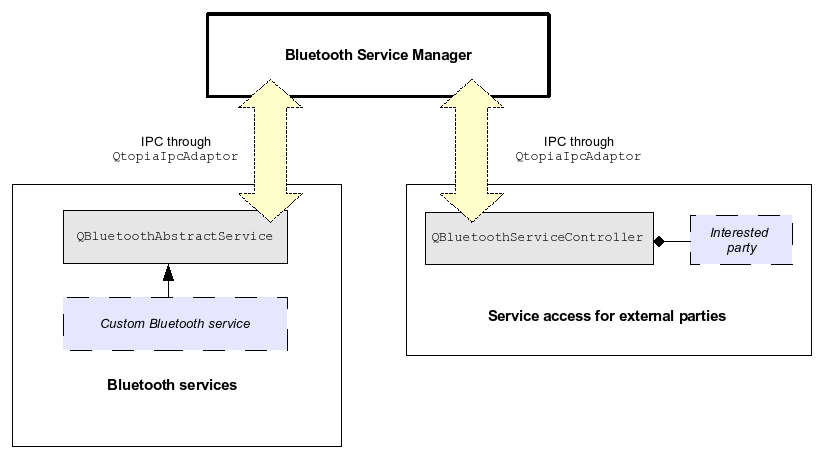 Bluetooth Service Manager
IPC through
QtopiaIpcAdaptor
IPC through
QtopiaIpcAdaptor
QBluetoothAbstractService
Custom Bluetooth service
Bluetooth services
QBluetoothServiceController
Interested
party
Service access for external parties